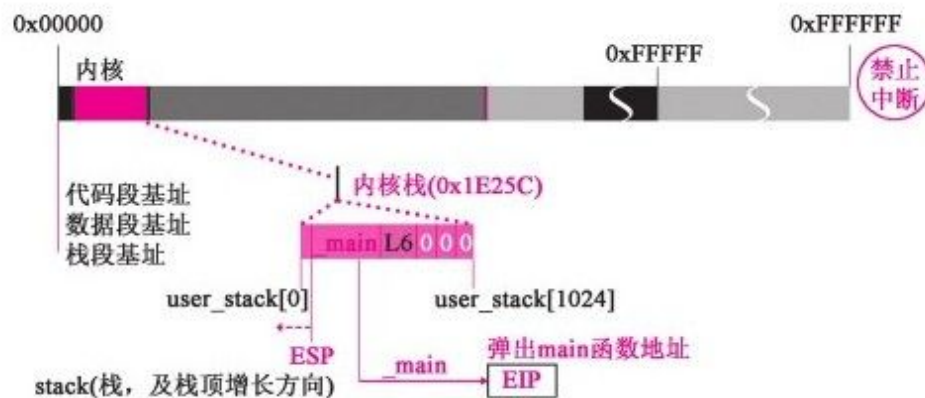 0x00000
0xFFFFFF
0xFFFFF
内核
禁止
中断
代码段基址
数据段基址
栈段基址
内核栈(0x1E25C)
_main L6 0 0 0
user_stack[0]
user_stack[1024]
ESP
_main
弹出main函数地址
EIP
stack(栈，及栈顶增长方向)